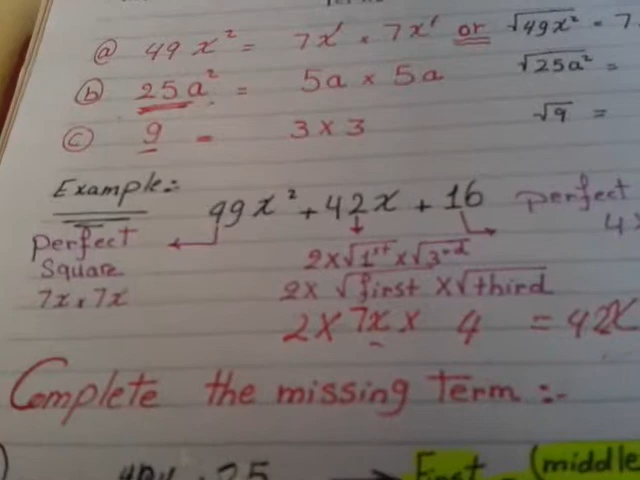 ⓐ 49x² = 7x¹ × 7x¹ or √49x² = 7
ⓑ 25a² = 5a × 5a √25a² =
ⓒ 9 = 3 × 3 √9 =
Example:- 49x² + 42x + 16 perfect
perfect
Square
7x × 7x
2 × √1st × √3rd
2 × √first × √third
2 × 7x × 4 = 42x
Complete the missing term :-
+ 25 → First (middle